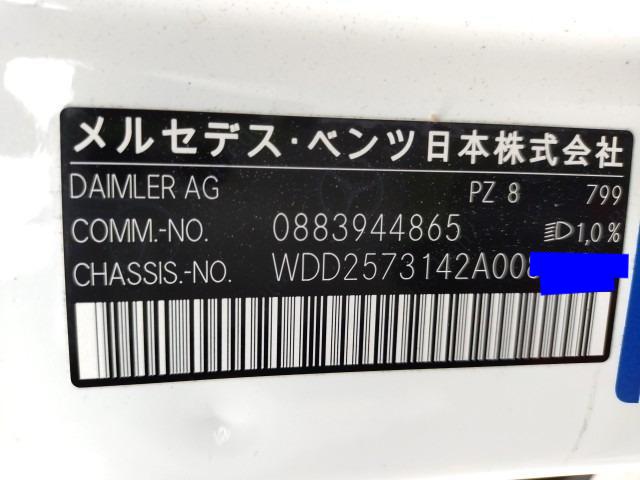 メルセデス・ベンツ日本株式会社
DAIMLER AG PZ 8 799
COMM.-NO. 0883944865 1,0 %
CHASSIS.-NO. WDD2573142A008